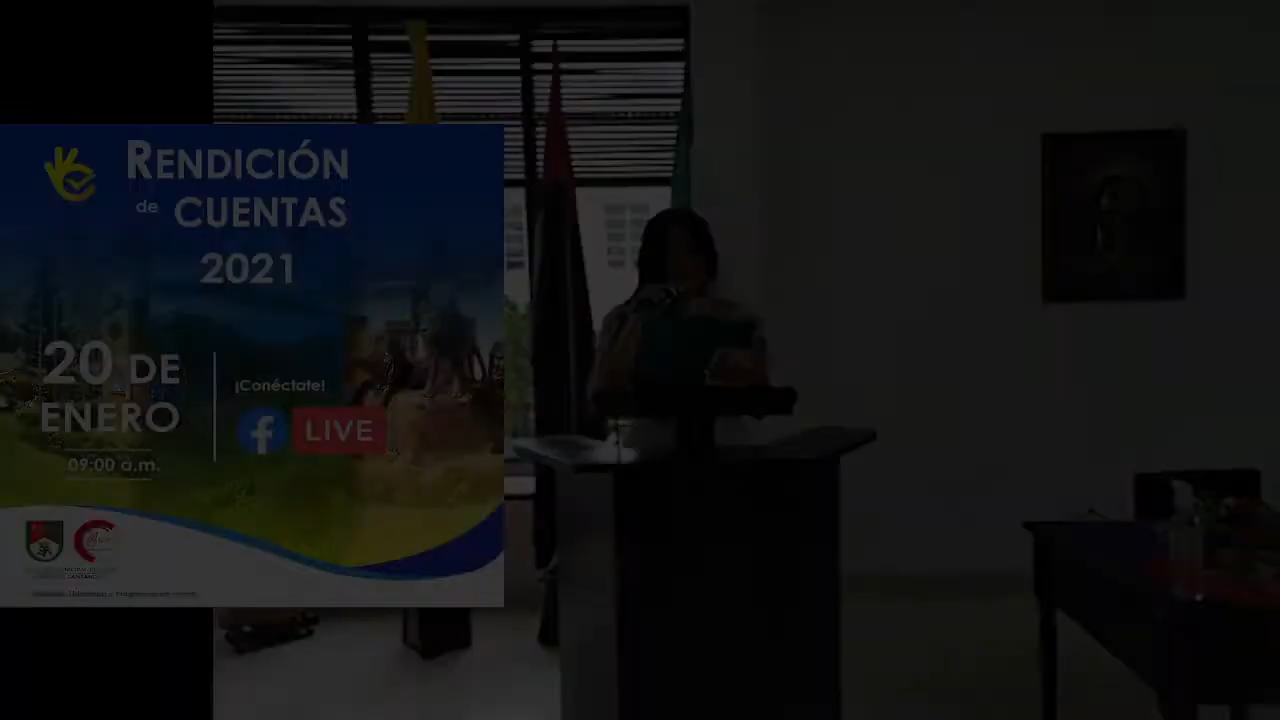 RENDICIÓN
de CUENTAS
2021
20 DE
ENERO
09:00 a.m.
¡Conéctate!
f LIVE